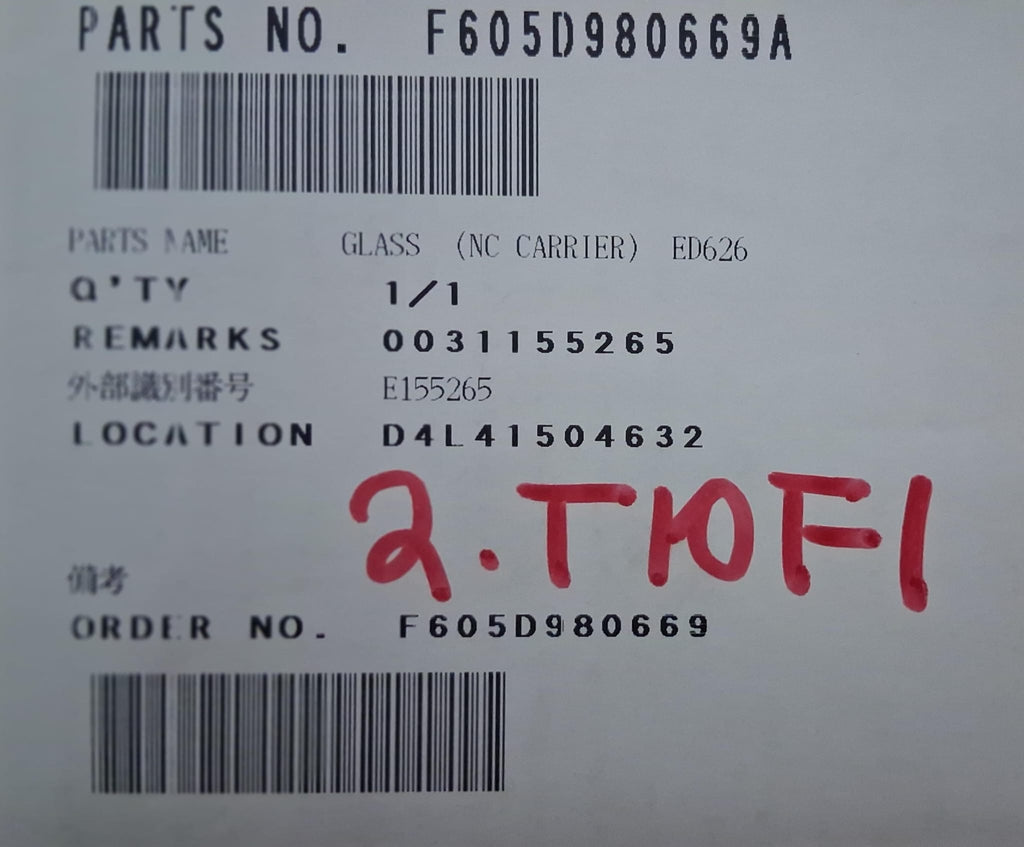 PARTS NO. F605D980669A
PARTS NAME GLASS (NC CARRIER) ED626
Q'TY 1/1
REMARKS 0031155265
外部識別番号 E155265
LOCATION D4L41504632
2.T10F1
備考
ORDER NO. F605D980669